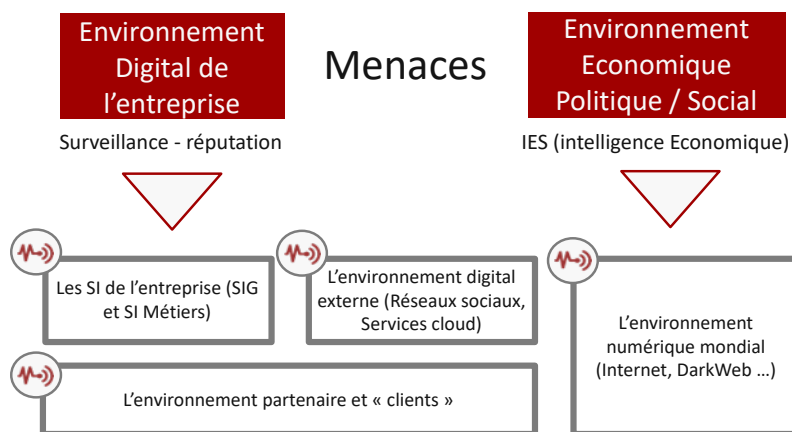 Environnement
Digital de
l'entreprise
Menaces
Environnement
Economique
Politique / Social
Surveillance - réputation
IES (intelligence Economique)
Les SI de l'entreprise (SIG
et SI Métiers)
L'environnement digital
externe (Réseaux sociaux,
Services cloud)
L'environnement
numérique mondial
(Internet, DarkWeb ...)
L'environnement partenaire et « clients »